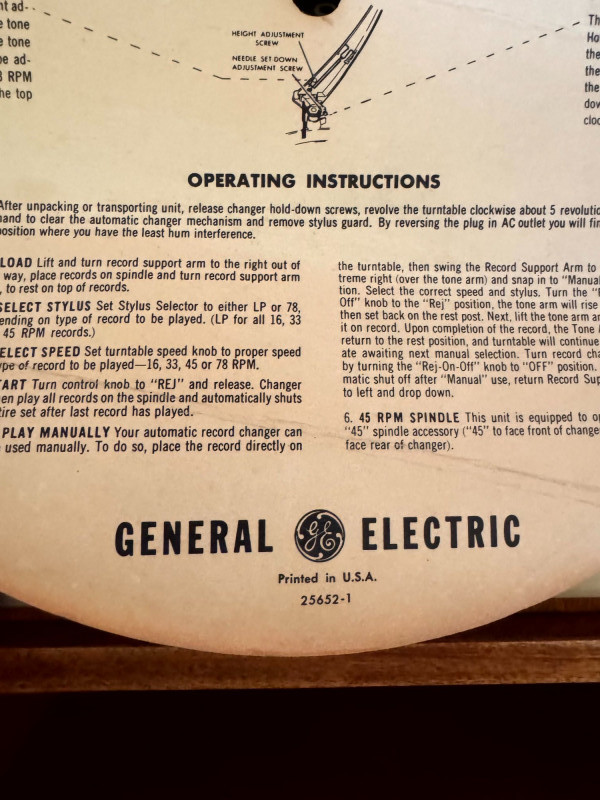 nt ad-
e tone
e tone
be ad-
8 RPM
he top
HEIGHT ADJUSTMENT
SCREW
NEEDLE SET-DOWN
ADJUSTMENT SCREW
Th
Ho
the
the
the
dow
cloc
OPERATING INSTRUCTIONS
After unpacking or transporting unit, release changer hold-down screws, revolve the turntable clockwise about 5 revolutio
hand to clear the automatic changer mechanism and remove stylus guard. By reversing the plug in AC outlet you will fin
position where you have the least hum interference.
LOAD Lift and turn record support arm to the right out of
way, place records on spindle and turn record support arm
, to rest on top of records.
SELECT STYLUS Set Stylus Selector to either LP or 78,
ending on type of record to be played. (LP for all 16, 33
45 RPM records.)
ELECT SPEED Set turntable speed knob to proper speed
ype of record to be played—16, 33, 45 or 78 RPM.
TART Turn control knob to "REJ" and release. Changer
en play all records on the spindle and automatically shuts
tire set after last record has played.
PLAY MANUALLY Your automatic record changer can
used manually. To do so, place the record directly on
the turntable, then swing the Record Support Arm to
treme right (over the tone arm) and snap in to "Manual
tion. Select the correct speed and stylus. Turn the "R
Off" knob to the "Rej" position, the tone arm will rise
then set back on the rest post. Next, lift the tone arm an
it on record. Upon completion of the record, the Tone A
return to the rest position, and turntable will continue
ate awaiting next manual selection. Turn record cha
by turning the "Rej-On-Off" knob to "OFF" position.
matic shut off after "Manual" use, return Record Sup
to left and drop down.
6. 45 RPM SPINDLE This unit is equipped to op
"45" spindle accessory ("45" to face front of change
face rear of changer).
GENERAL GE ELECTRIC
Printed in U.S.A.
25652-1